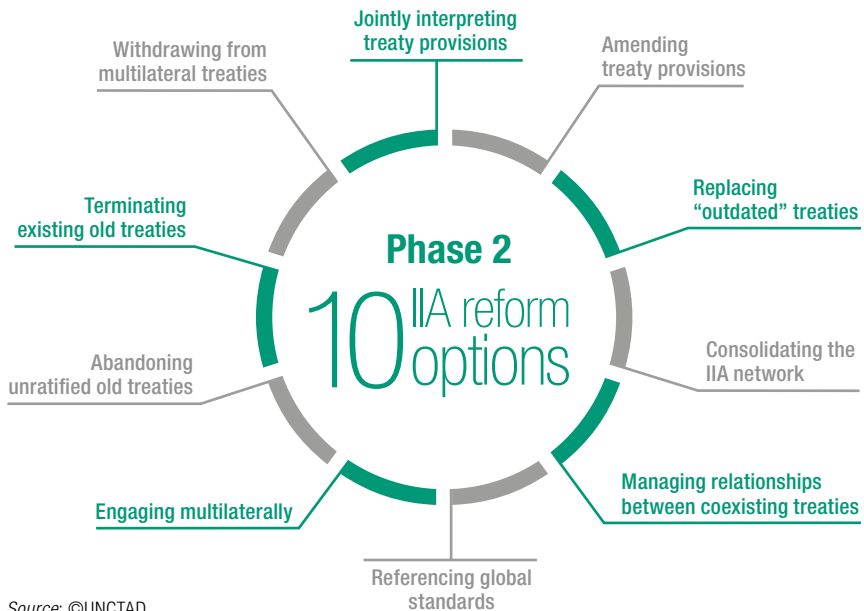 Jointly interpreting
treaty provisions
Amending
treaty provisions
Replacing
“outdated” treaties
Consolidating the
IIA network
Managing relationships
between coexisting treaties
Referencing global
standards
Engaging multilaterally
Abandoning
unratified old treaties
Terminating
existing old treaties
Withdrawing from
multilateral treaties
Phase 2
10 IIA reform
options
Source: ©UNCTAD